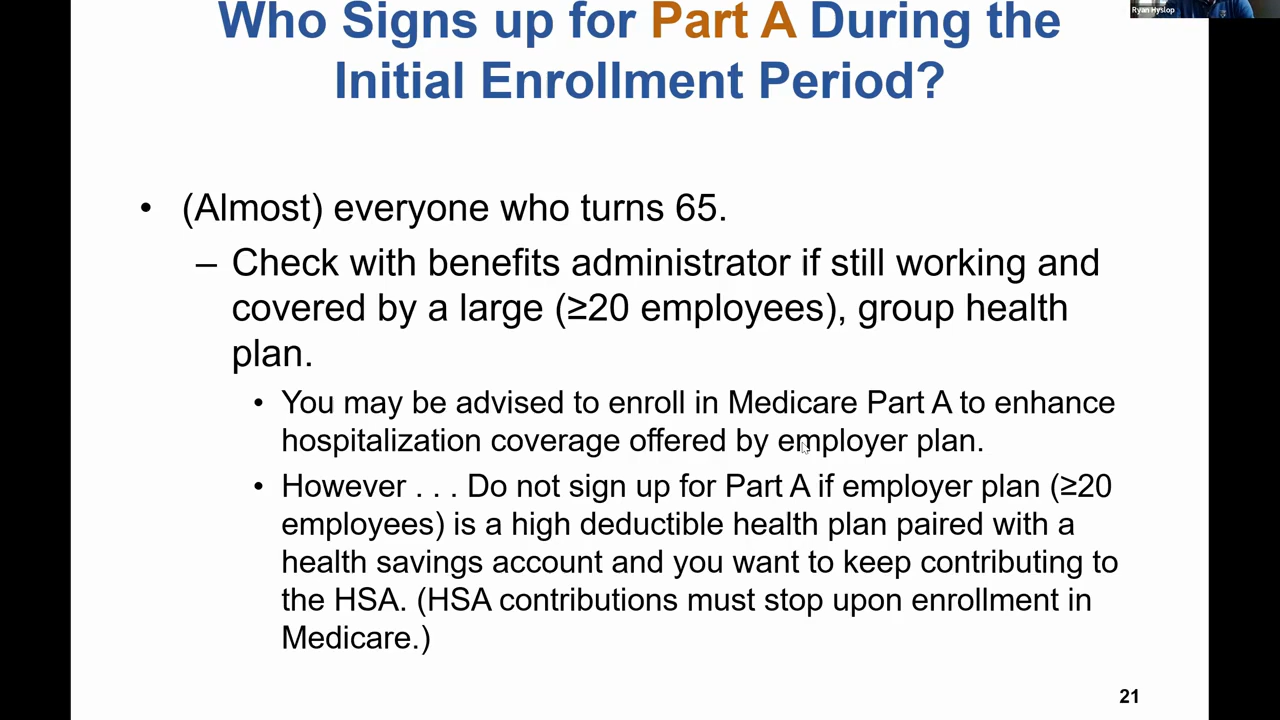 Ryan Hyslop
Who Signs up for Part A During the
Initial Enrollment Period?
• (Almost) everyone who turns 65.
– Check with benefits administrator if still working and
covered by a large (≥20 employees), group health
plan.
• You may be advised to enroll in Medicare Part A to enhance
hospitalization coverage offered by employer plan.
• However . . . Do not sign up for Part A if employer plan (≥20
employees) is a high deductible health plan paired with a
health savings account and you want to keep contributing to
the HSA. (HSA contributions must stop upon enrollment in
Medicare.)
21